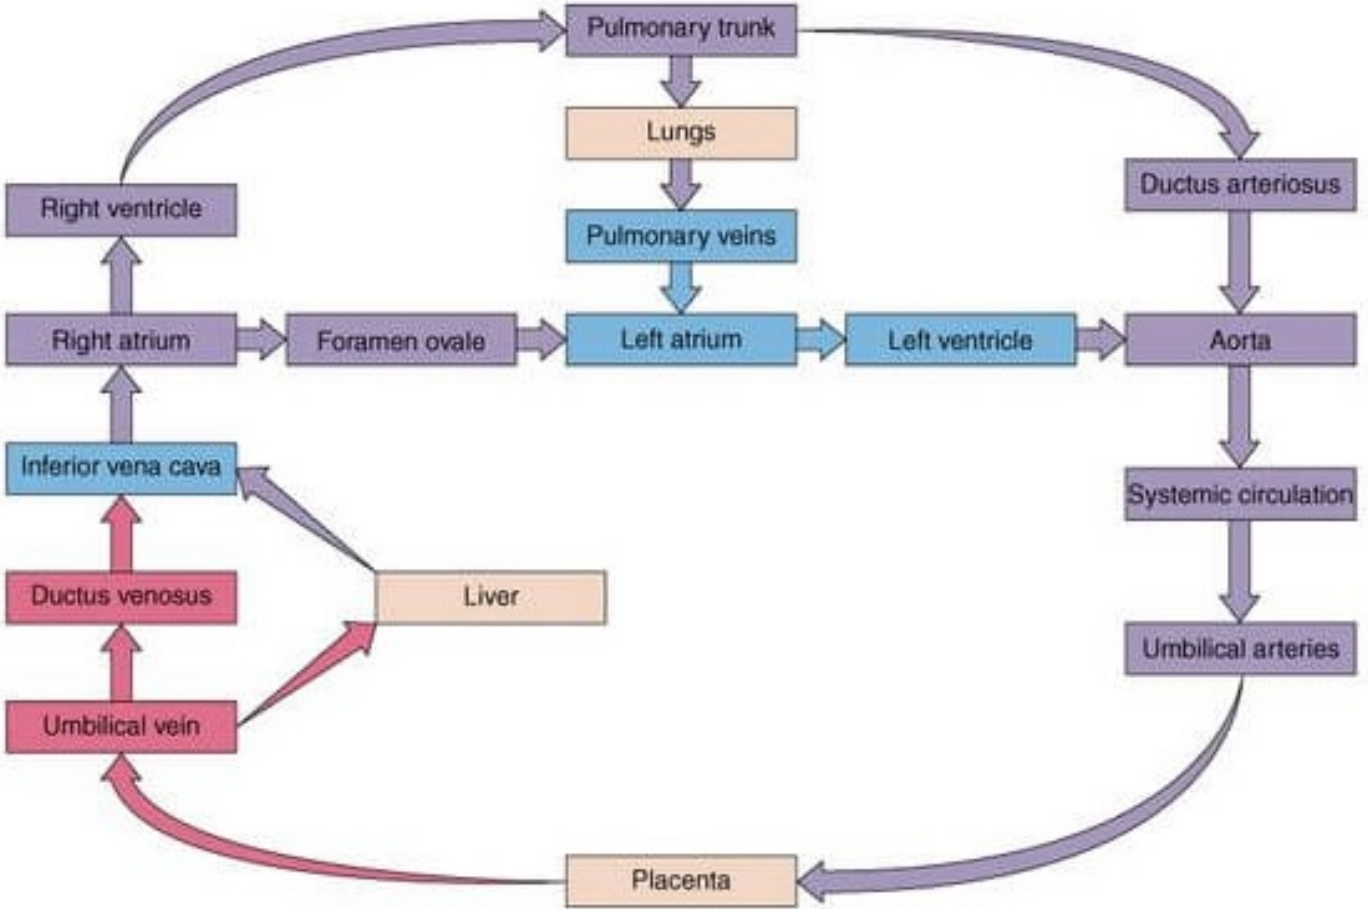 Pulmonary trunk
Lungs
Ductus arteriosus
Right ventricle
Pulmonary veins
Right atrium
Foramen ovale
Left atrium
Left ventricle
Aorta
Inferior vena cava
Systemic circulation
Ductus venosus
Liver
Umbilical arteries
Umbilical vein
Placenta